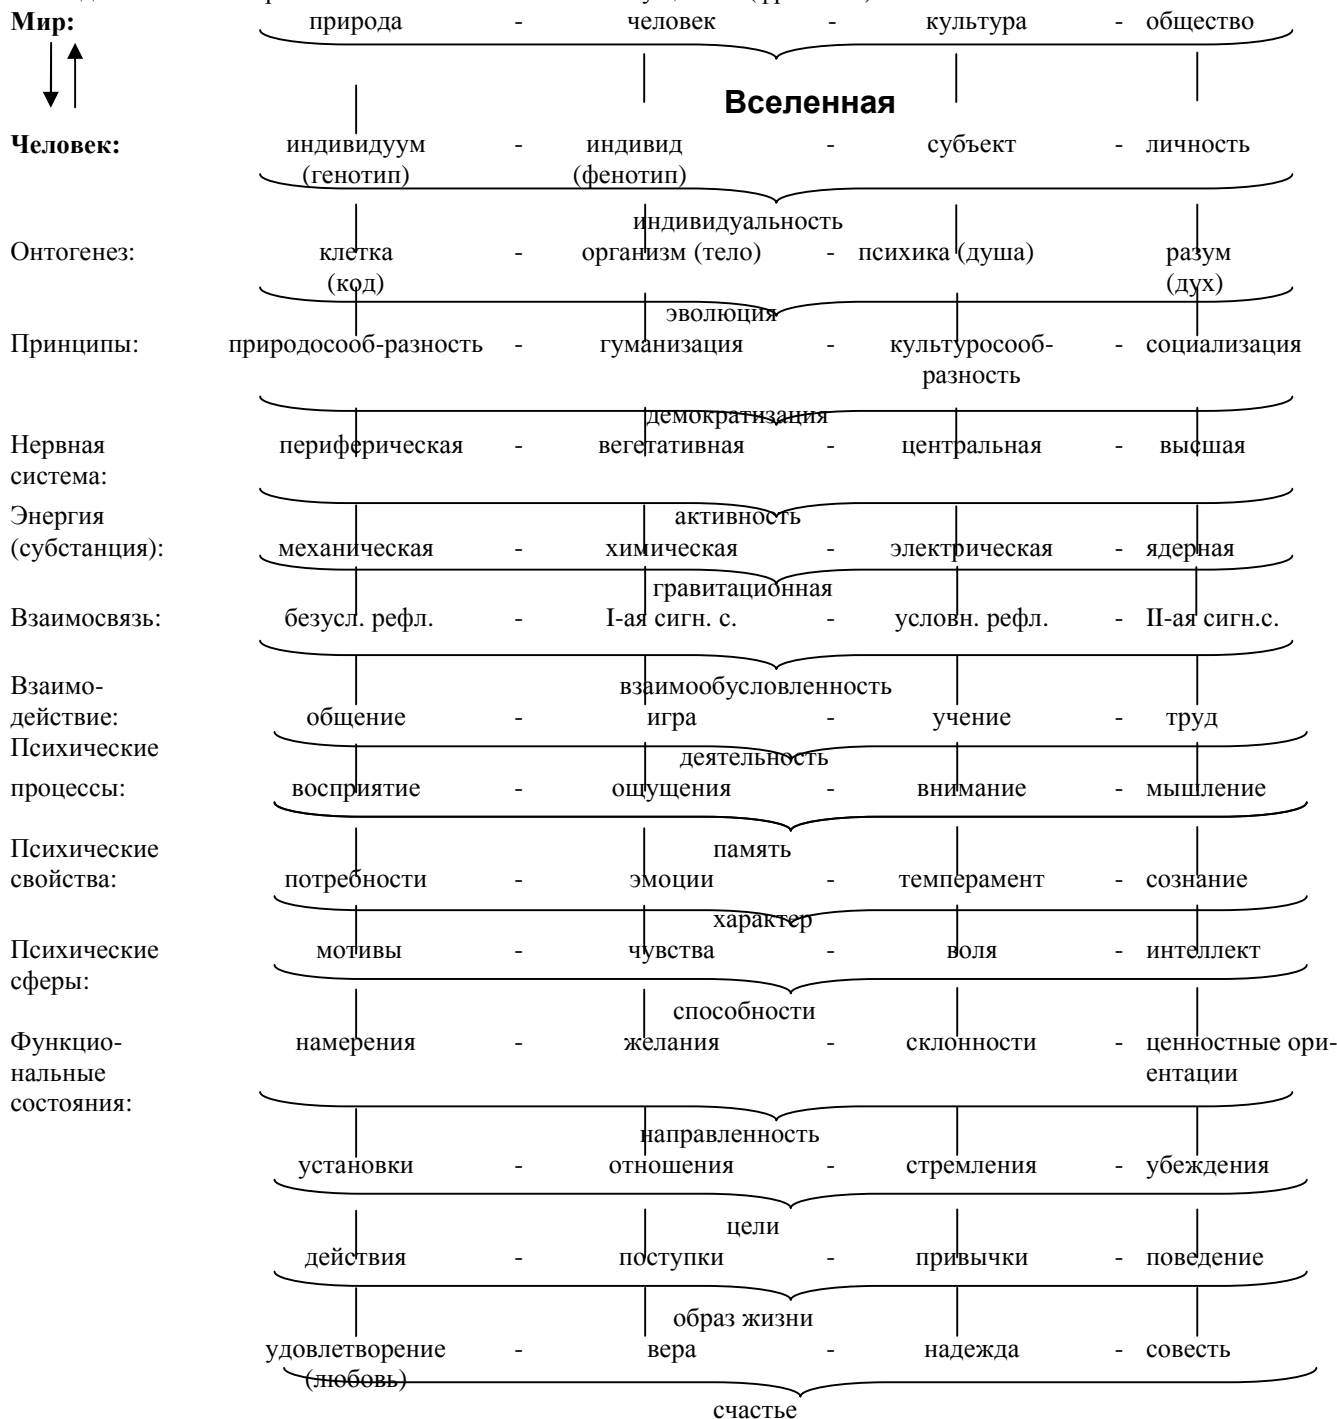 Мир: природа - человек - культура - общество
Вселенная
Человек: индивидуум - индивид - субъект - личность
(генотип) (фенотип)
индивидуальность
Онтогенез: клетка - организм (тело) - психика (душа) разум
(код) (дух)
эволюция
Принципы: природосооб-разность - гуманизация - культуросооб- - социализация
разность
демократизация
Нервная периферическая - вегетативная - центральная - высшая
система:
Энергия активность
(субстанция): механическая - химическая - электрическая - ядерная
гравитационная
Взаимосвязь: безусл. рефл. - I-ая сигн. с. - условн. рефл. - II-ая сигн.с.
Взаимо- взаимообусловленность
действие: общение - игра - учение - труд
Психические деятельность
процессы: восприятие - ощущения - внимание - мышление
Психические память
свойства: потребности - эмоции - темперамент - сознание
характер
Психические мотивы - чувства - воля - интеллект
сферы:
способности
Функцио- намерения - желания - склонности - ценностные ори-
нальные ентации
состояния:
направленность
установки - отношения - стремления - убеждения
цели
действия - поступки - привычки - поведение
образ жизни
удовлетворение - вера - надежда - совесть
(любовь)
счастье